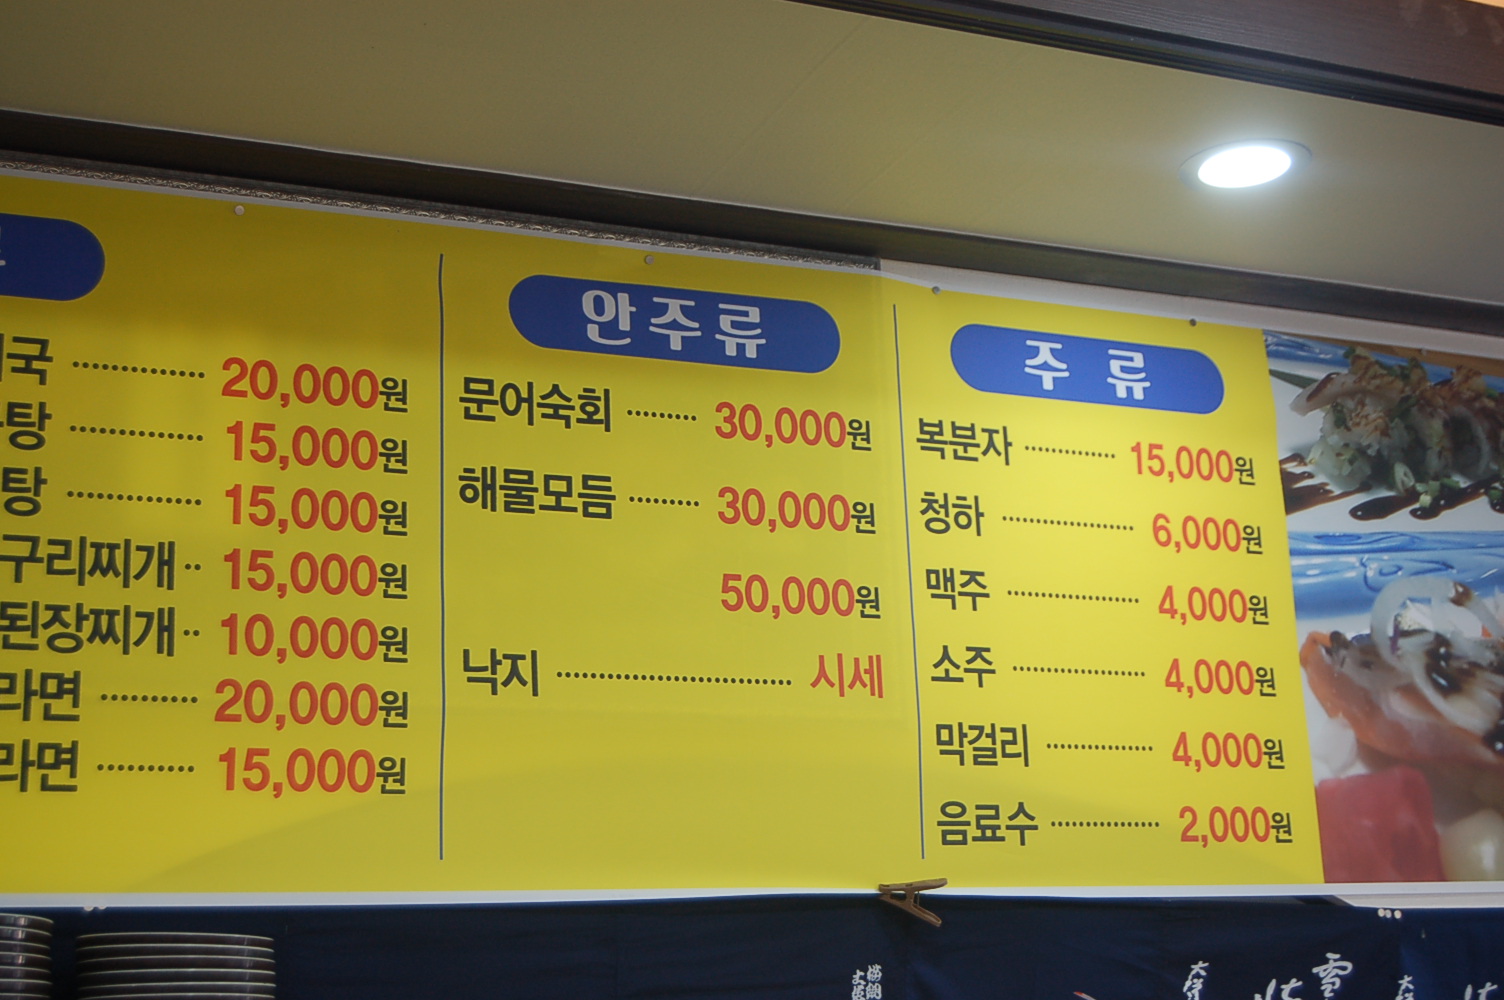 국 ············ 20,000원
탕 ············ 15,000원
탕 ············ 15,000원
구리찌개 ·· 15,000원
된장찌개 ·· 10,000원
라면 ········· 20,000원
라면 ········· 15,000원
안주류
문어숙회 ········ 30,000원
해물모듬 ········ 30,000원
50,000원
낙지 ·························· 시세
주 류
복분자 ············ 15,000원
청하 ················ 6,000원
맥주 ················ 4,000원
소주 ················ 4,000원
막걸리 ············ 4,000원
음료수 ············ 2,000원
雪